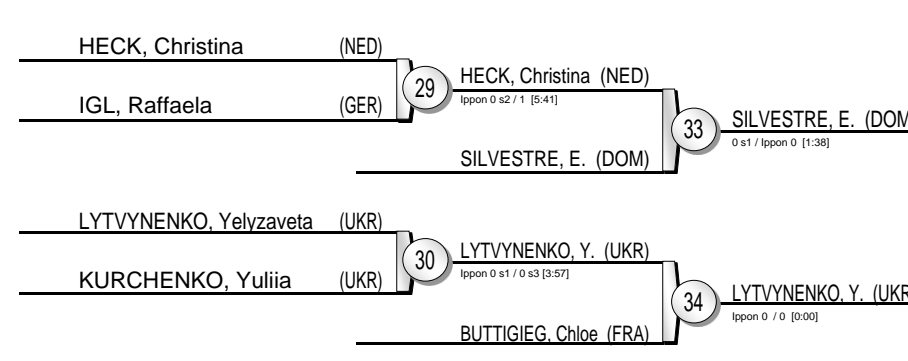 HECK, Christina (NED)
IGL, Raffaela (GER)
29
HECK, Christina (NED)
Ippon 0 s2 / 1 [5:41]
SILVESTRE, E. (DOM)
33
SILVESTRE, E. (DOM
0 s1 / Ippon 0 [1:38]
LYTVYNENKO, Yelyzaveta (UKR)
KURCHENKO, Yuliia (UKR)
30
LYTVYNENKO, Y. (UKR)
Ippon 0 s1 / 0 s3 [3:57]
BUTTIGIEG, Chloe (FRA)
34
LYTVYNENKO, Y. (UKR
Ippon 0 / 0 [0:00]